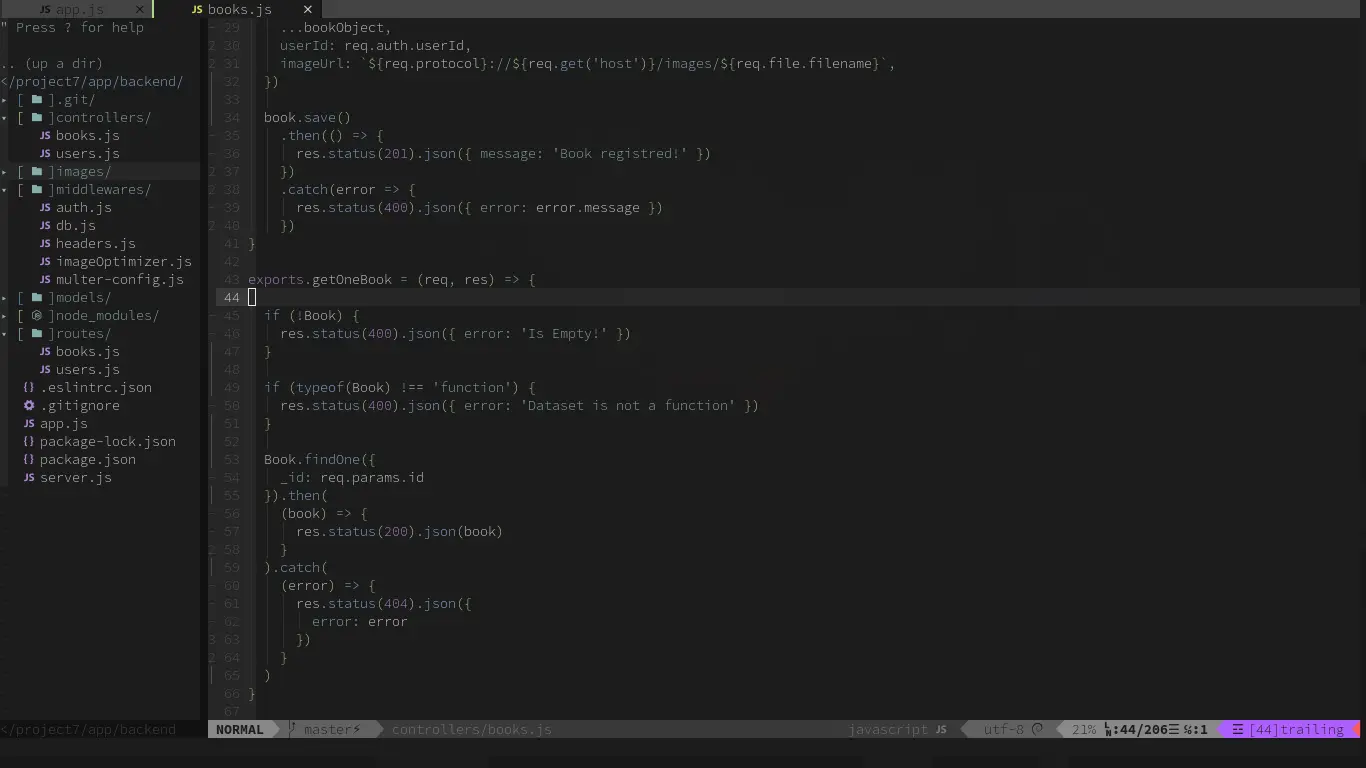 JS app.js × JS books.js ×
" Press ? for help
.. (up a dir)
</project7/app/backend/
▸ [ ].git/
▾ [ ]controllers/
JS books.js
JS users.js
▸ [ ]images/
▾ [ ]middlewares/
JS auth.js
JS db.js
JS headers.js
JS imageOptimizer.js
JS multer-config.js
▸ [ ]models/
▸ [ ]node_modules/
▾ [ ]routes/
JS books.js
JS users.js
{} .eslintrc.json
.gitignore
JS app.js
{} package-lock.json
{} package.json
JS server.js
</project7/app/backend
- 29 ...bookObject,
2 30 userId: req.auth.userId,
2 31 imageUrl: `${req.protocol}://${req.get('host')}/images/${req.file.filename}`,
│ 32 })
│ 33
│ 34 book.save()
- 35 .then(() => {
- 36 res.status(201).json({ message: 'Book registred!' })
2 37 })
2 38 .catch(error => {
- 39 res.status(400).json({ error: error.message })
2 40 })
41 }
42
43 exports.getOneBook = (req, res) => {
44
- 45 if (!Book) {
- 46 res.status(400).json({ error: 'Is Empty!' })
│ 47 }
│ 48
│ 49 if (typeof(Book) !== 'function') {
- 50 res.status(400).json({ error: 'Dataset is not a function' })
│ 51 }
│ 52
│ 53 Book.findOne({
- 54 _id: req.params.id
│ 55 }).then(
- 56 (book) => {
- 57 res.status(200).json(book)
2 58 }
│ 59 ).catch(
- 60 (error) => {
- 61 res.status(404).json({
- 62 error: error
3 63 })
2 64 }
│ 65 )
66 }
67
NORMAL master⚡ controllers/books.js javascript JS utf-8 21% LN:44/206☰ ℅:1 ☲ [44]trailing